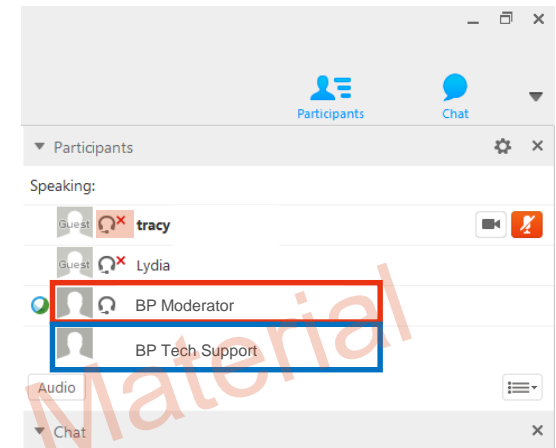 Participants
Chat
Participants
Speaking:
Guest
tracy
Guest
Lydia
BP Moderator
BP Tech Support
Audio
Chat
Material